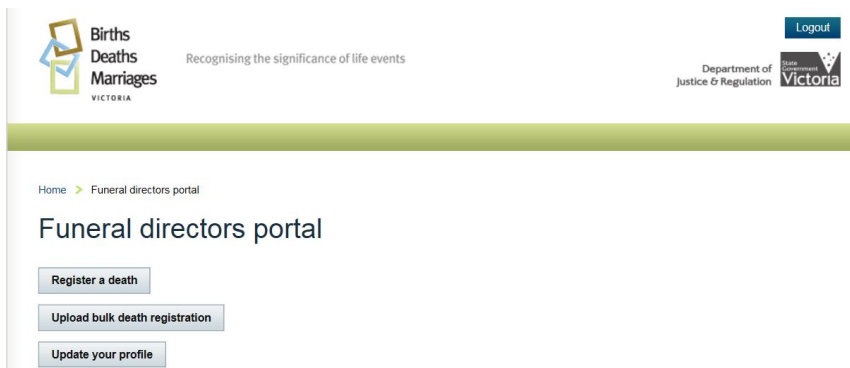 Logout
Births
Deaths
Marriages
VICTORIA
Recognising the significance of life events
Department of
Justice & Regulation
State
Government
Victoria
Home > Funeral directors portal
Funeral directors portal
Register a death
Upload bulk death registration
Update your profile